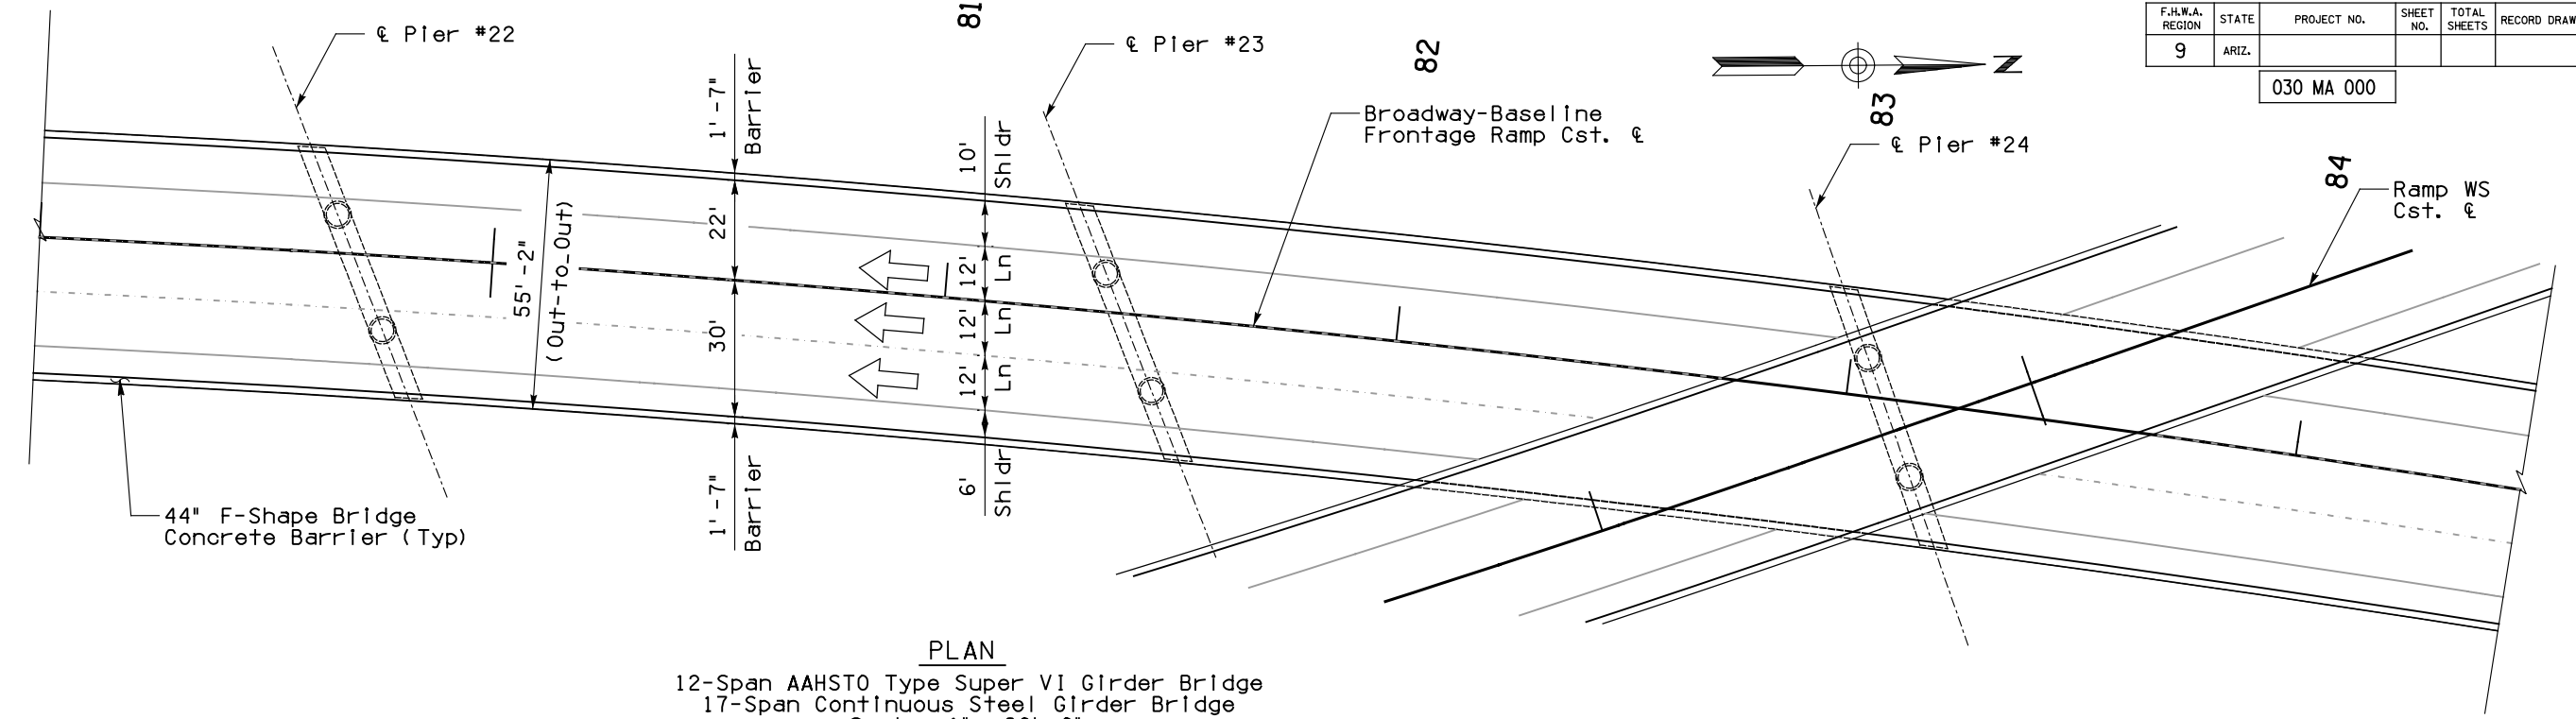 F.H.W.A.
REGION
STATE
PROJECT NO.
SHEET
NO.
TOTAL
SHEETS
RECORD DRAW
9
ARIZ.
030 MA 000
℄ Pier #22
81
℄ Pier #23
82
N
83
℄ Pier #24
84
1'-7"
Barrier
10'
Shldr
Broadway-Baseline
Frontage Ramp Cst. ℄
Ramp WS
Cst. ℄
55'-2"
(Out-to_Out)
22'
30'
12'
Ln
12'
Ln
12'
Ln
6'
Shldr
1'-7"
Barrier
44" F-Shape Bridge
Concrete Barrier (Typ)
PLAN
12-Span AAHSTO Type Super VI Girder Bridge
17-Span Continuous Steel Girder Bridge